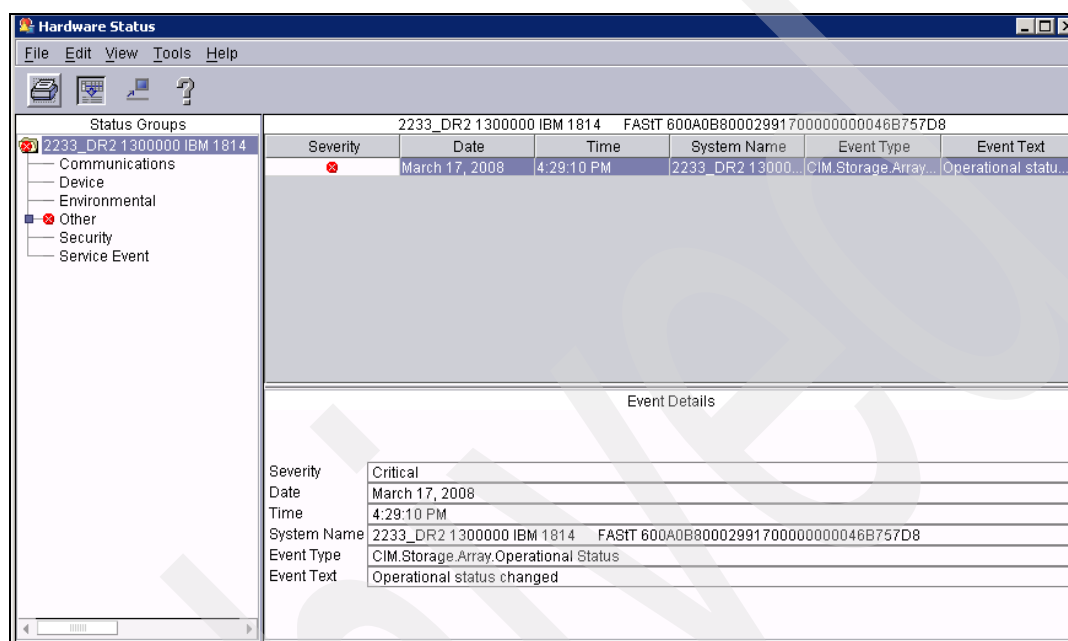 Hardware Status
File Edit View Tools Help
Status Groups
2233_DR2 1300000 IBM 1814
Communications
Device
Environmental
Other
Security
Service Event
2233_DR2 1300000 IBM 1814 FAStT 600A0B80002991700000000046B757D8
Severity Date Time System Name Event Type Event Text
March 17, 2008 4:29:10 PM 2233_DR2 13000... CIM.Storage.Array... Operational statu...
Event Details
Severity Critical
Date March 17, 2008
Time 4:29:10 PM
System Name 2233_DR2 1300000 IBM 1814 FAStT 600A0B80002991700000000046B757D8
Event Type CIM.Storage.Array.Operational Status
Event Text Operational status changed